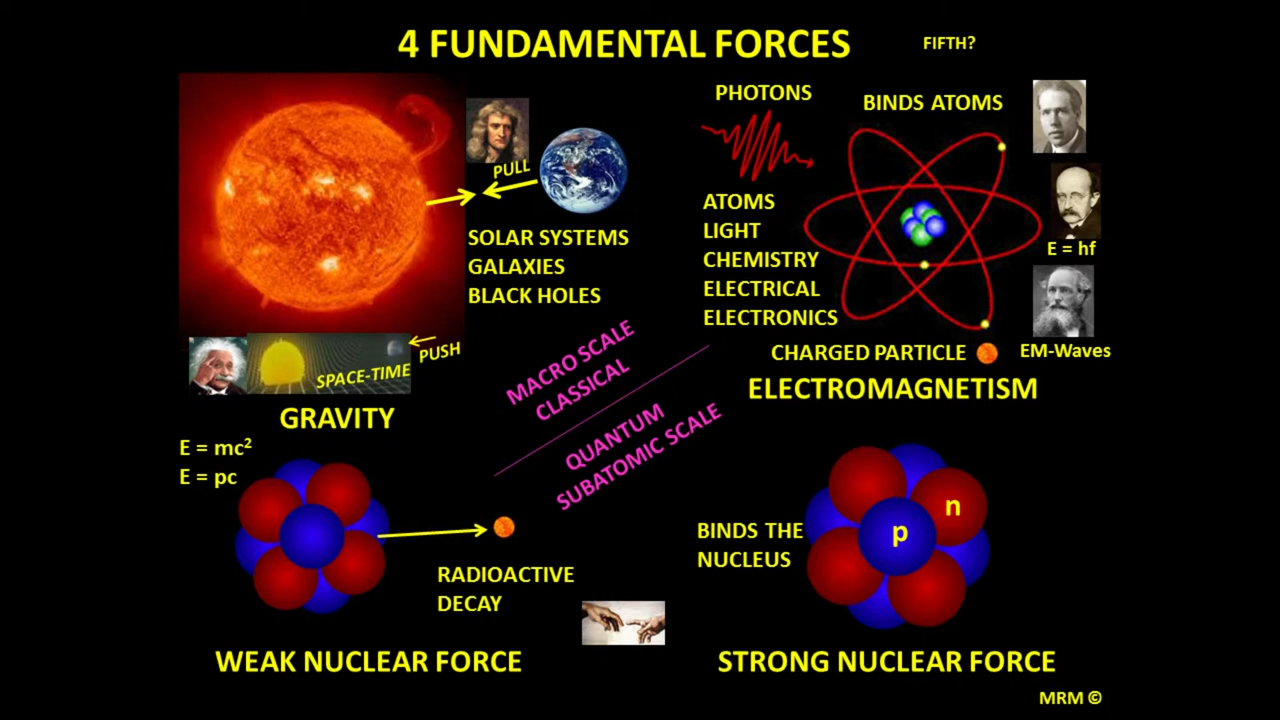 4 FUNDAMENTAL FORCES
FIFTH?
PULL
SOLAR SYSTEMS
GALAXIES
BLACK HOLES
SPACE-TIME
PUSH
GRAVITY
PHOTONS
BINDS ATOMS
ATOMS
LIGHT
CHEMISTRY
ELECTRICAL
ELECTRONICS
E = hf
EM-Waves
CHARGED PARTICLE
ELECTROMAGNETISM
MACRO SCALE
CLASSICAL
QUANTUM
SUBATOMIC SCALE
E = mc²
E = pc
RADIOACTIVE
DECAY
WEAK NUCLEAR FORCE
BINDS THE
NUCLEUS
n
p
STRONG NUCLEAR FORCE
MRM ©